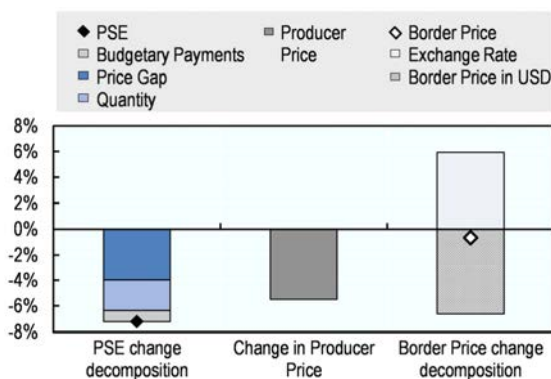 PSE
Budgetary Payments
Price Gap
Quantity
Producer
Price
Border Price
Exchange Rate
Border Price in USD
8%
6%
4%
2%
0%
-2%
-4%
-6%
-8%
PSE change
decomposition
Change in Producer
Price
Border Price change
decomposition